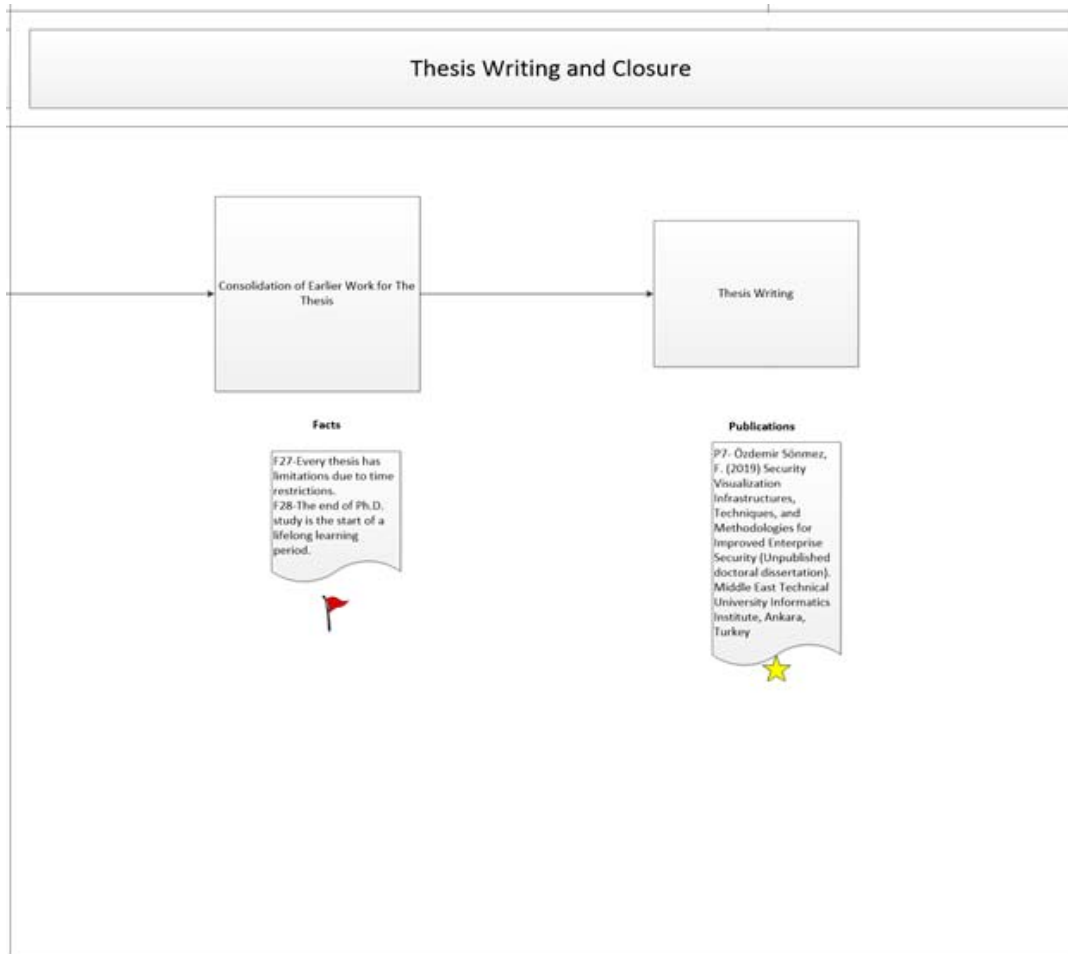 Thesis Writing and Closure
Consolidation of Earlier Work for The
Thesis
Thesis Writing
Facts
F27-Every thesis has
limitations due to time
restrictions.
F28-The end of Ph.D.
study is the start of a
lifelong learning
period.
Publications
P7- Özdemir Sönmez,
F. (2019) Security
Visualization
Infrastructures,
Techniques, and
Methodologies for
Improved Enterprise
Security (Unpublished
doctoral dissertation).
Middle East Technical
University Informatics
Institute, Ankara,
Turkey